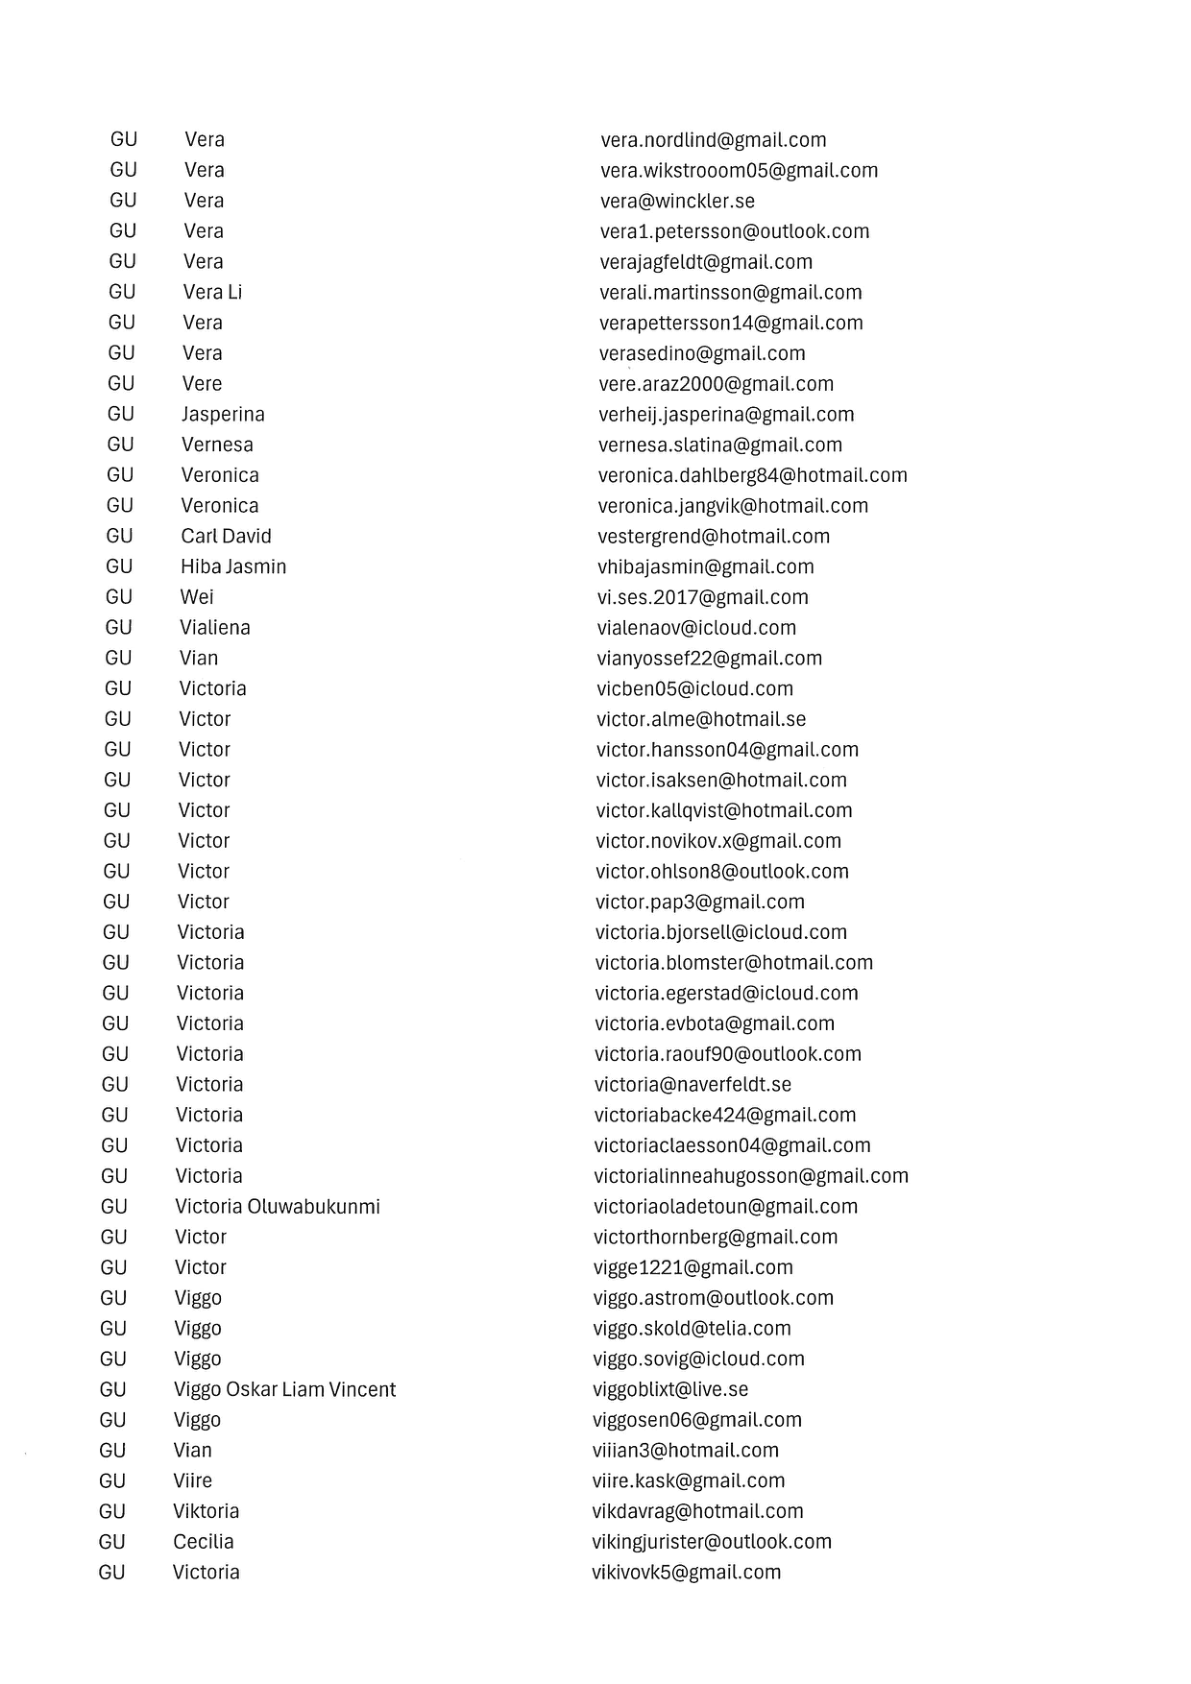 GU Vera vera.nordlind@gmail.com
GU Vera vera.wikstrooom05@gmail.com
GU Vera vera@winckler.se
GU Vera vera1.petersson@outlook.com
GU Vera verajagfeldt@gmail.com
GU Vera Li verali.martinsson@gmail.com
GU Vera verapettersson14@gmail.com
GU Vera verasedino@gmail.com
GU Vere vere.araz2000@gmail.com
GU Jasperina verheij.jasperina@gmail.com
GU Vernesa vernesa.slatina@gmail.com
GU Veronica veronica.dahlberg84@hotmail.com
GU Veronica veronica.jangvik@hotmail.com
GU Carl David vestergrend@hotmail.com
GU Hiba Jasmin vhibajasmin@gmail.com
GU Wei vi.ses.2017@gmail.com
GU Vialiena vialenaov@icloud.com
GU Vian vianyossef22@gmail.com
GU Victoria vicben05@icloud.com
GU Victor victor.alme@hotmail.se
GU Victor victor.hansson04@gmail.com
GU Victor victor.isaksen@hotmail.com
GU Victor victor.kallqvist@hotmail.com
GU Victor victor.novikov.x@gmail.com
GU Victor victor.ohlson8@outlook.com
GU Victor victor.pap3@gmail.com
GU Victoria victoria.bjorsell@icloud.com
GU Victoria victoria.blomster@hotmail.com
GU Victoria victoria.egerstad@icloud.com
GU Victoria victoria.evbota@gmail.com
GU Victoria victoria.raouf90@outlook.com
GU Victoria victoria@naverfeldt.se
GU Victoria victoriabacke424@gmail.com
GU Victoria victoriaclaesson04@gmail.com
GU Victoria victorialinneahugosson@gmail.com
GU Victoria Oluwabukunmi victoriaoladetoun@gmail.com
GU Victor victorthornberg@gmail.com
GU Victor vigge1221@gmail.com
GU Viggo viggo.astrom@outlook.com
GU Viggo viggo.skold@telia.com
GU Viggo viggo.sovig@icloud.com
GU Viggo Oskar Liam Vincent viggoblixt@live.se
GU Viggo viggosen06@gmail.com
GU Vian viiian3@hotmail.com
GU Viire viire.kask@gmail.com
GU Viktoria vikdavrag@hotmail.com
GU Cecilia vikingjurister@outlook.com
GU Victoria vikivovk5@gmail.com